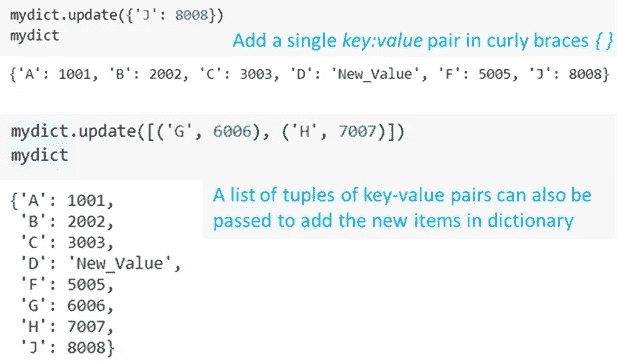 mydict.update({'J': 8008})
mydict
Add a single key:value pair in curly braces { }
{'A': 1001, 'B': 2002, 'C': 3003, 'D': 'New_Value', 'F': 5005, 'J': 8008}
mydict.update([('G', 6006), ('H', 7007)])
mydict
{'A': 1001,
'B': 2002,
'C': 3003,
'D': 'New_Value',
'F': 5005,
'G': 6006,
'H': 7007,
'J': 8008}
A list of tuples of key-value pairs can also be
passed to add the new items in dictionary